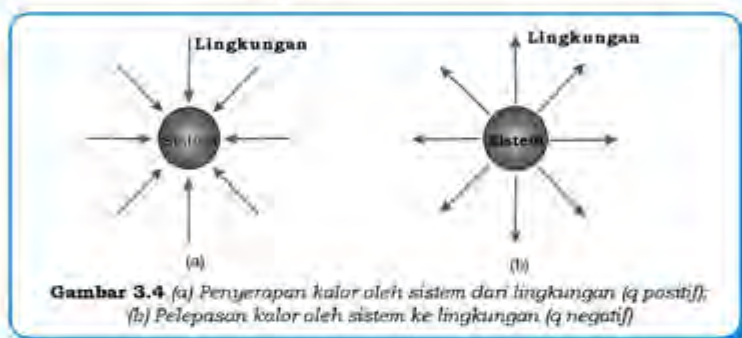 Lingkungan
Lingkungan
Sistem
Sistem
(a)
(b)
Gambar 3.4 (a) Penyerapan kalor oleh sistem dari lingkungan (q positif);
(b) Pelepasan kalor oleh sistem ke lingkungan (q negatif)